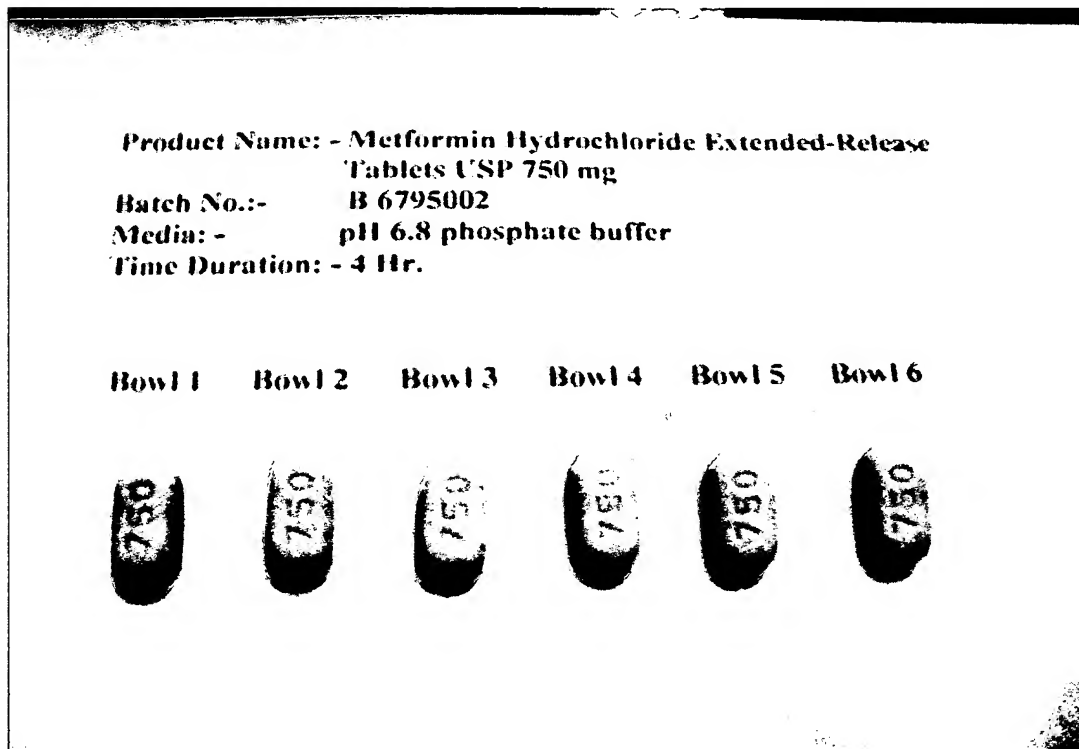 Product Name: - Metformin Hydrochloride Extended-Release
Tablets USP 750 mg
Batch No.:- B 6795002
Media: - pH 6.8 phosphate buffer
Time Duration: - 4 Hr.
Bowl 1 Bowl 2 Bowl 3 Bowl 4 Bowl 5 Bowl 6
750 750 750 750 750 750